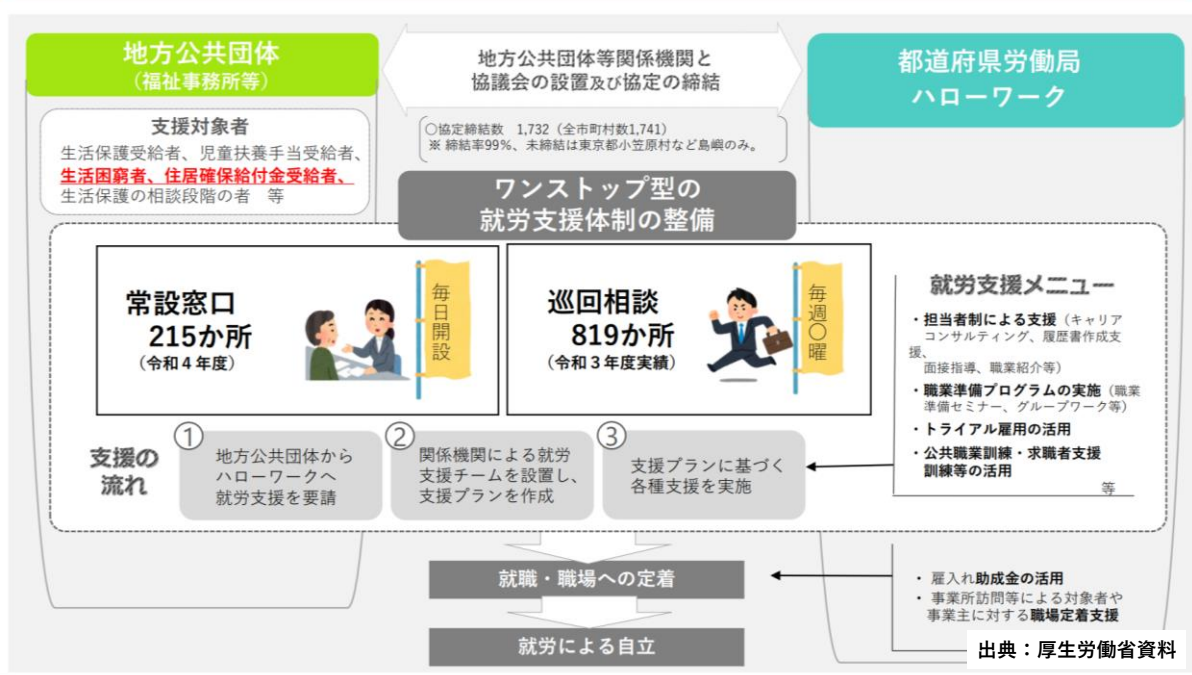 地方公共団体
（福祉事務所等）
地方公共団体等関係機関と
協議会の設置及び協定の締結
都道府県労働局
ハローワーク
支援対象者
生活保護受給者、児童扶養手当受給者、
生活困窮者、住居確保給付金受給者、
生活保護の相談段階の者　等
〇協定締結数　1,732（全市町村数1,741）
※ 締結率99%、未締結は東京都小笠原村など島嶼のみ。
ワンストップ型の
就労支援体制の整備
常設窓口
215か所
（令和４年度）
毎日開設
巡回相談
819か所
（令和３年度実績）
毎週〇曜
就労支援メニュー
・担当者制による支援（キャリア
コンサルティング、履歴書作成支
援、
面接指導、職業紹介等）
・職業準備プログラムの実施（職業
準備セミナー、グループワーク等）
・トライアル雇用の活用
・公共職業訓練・求職者支援
訓練等の活用
等
支援の
流れ
①
地方公共団体から
ハローワークへ
就労支援を要請
②
関係機関による就労
支援チームを設置し、
支援プランを作成
③
支援プランに基づく
各種支援を実施
就職・職場への定着
・ 雇入れ助成金の活用
・ 事業所訪問等による対象者や
事業主に対する職場定着支援
就労による自立
出典：厚生労働省資料